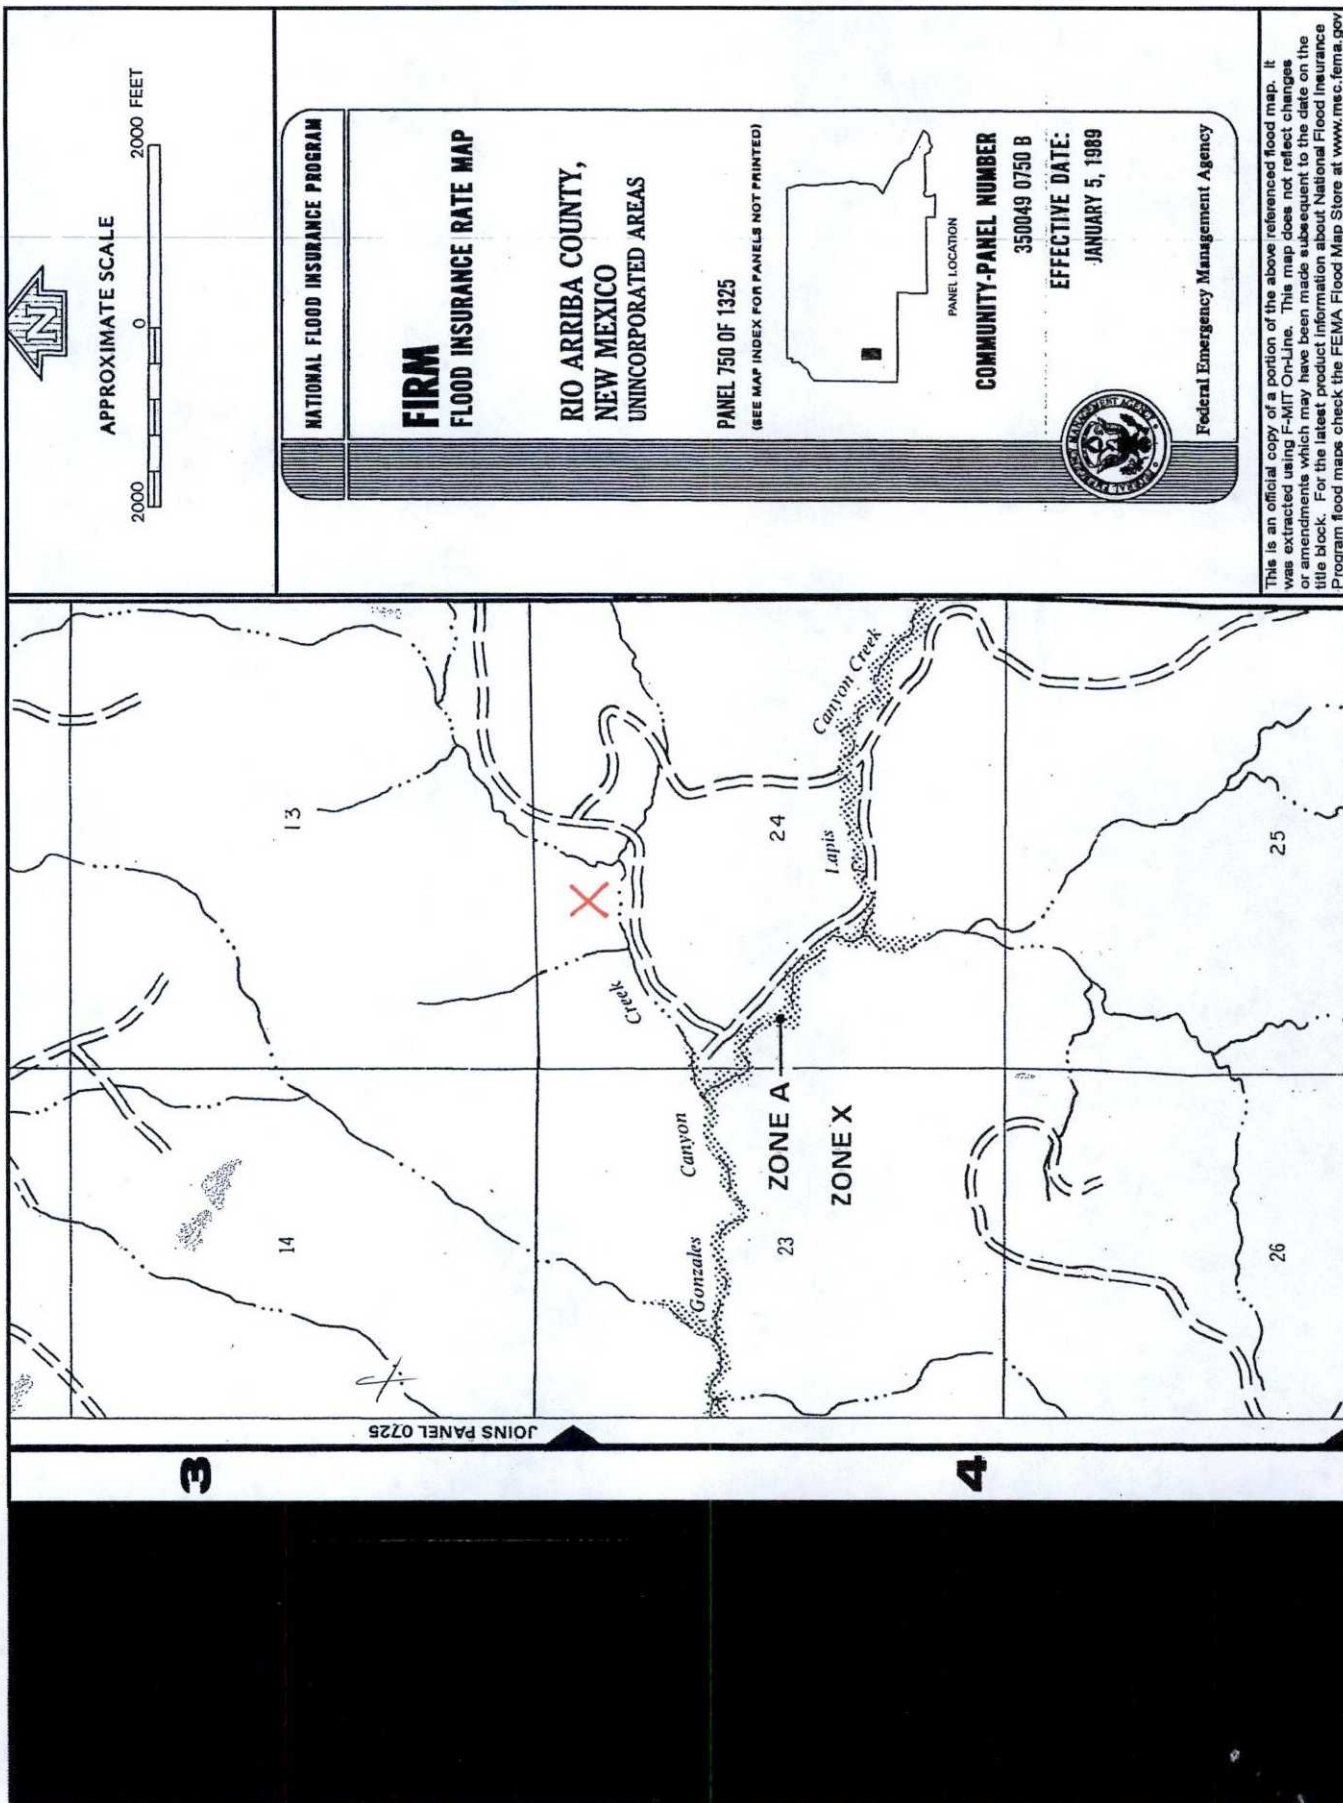 N
APPROXIMATE SCALE
2000 0 2000 FEET
NATIONAL FLOOD INSURANCE PROGRAM
FIRM
FLOOD INSURANCE RATE MAP
RIO ARRIBA COUNTY,
NEW MEXICO
UNINCORPORATED AREAS
PANEL 750 OF 1325
(SEE MAP INDEX FOR PANELS NOT PRINTED)
PANEL LOCATION
COMMUNITY-PANEL NUMBER
350049 0750 B
EFFECTIVE DATE:
JANUARY 5, 1989
FEDERAL EMERGENCY MANAGEMENT AGENCY
Federal Emergency Management Agency
This is an official copy of a portion of the above referenced flood map. It
was extracted using F-MIT On-Line. This map does not reflect changes
or amendments which may have been made subsequent to the date on the
title block. For the latest product information about National Flood Insurance
Program flood maps check the FEMA Flood Map Store at www.msc.fema.gov
3
JOINS PANEL 0725
14
13
X
Gonzales
Canyon
Creek
ZONE A
ZONE X
23
24
Lapis
Canyon Creek
4
26
25